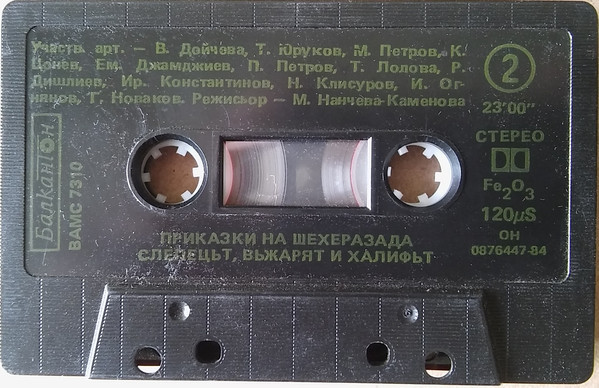 Участв. арт. – В. Дойчева, Т. Юруков, М. Петров, К.
Цонев, Ем. Джамджиев, П. Петров, Т. Лолова, Р.
Дишлиев, Ир. Константинов, Н. Клисуров, И. Ог-
нянов, Г. Новаков. Режисьор – М. Нанчева-Каменова
2
23'00"
СТЕРЕО
Fe2O3
120µS
ОН
0876447-84
Балкантон
ВАМС 7310
ПРИКАЗКИ НА ШЕХЕРАЗАДА
СЛЕПЕЦЪТ, ВЪЖАРЯТ И ХАЛИФЪТ